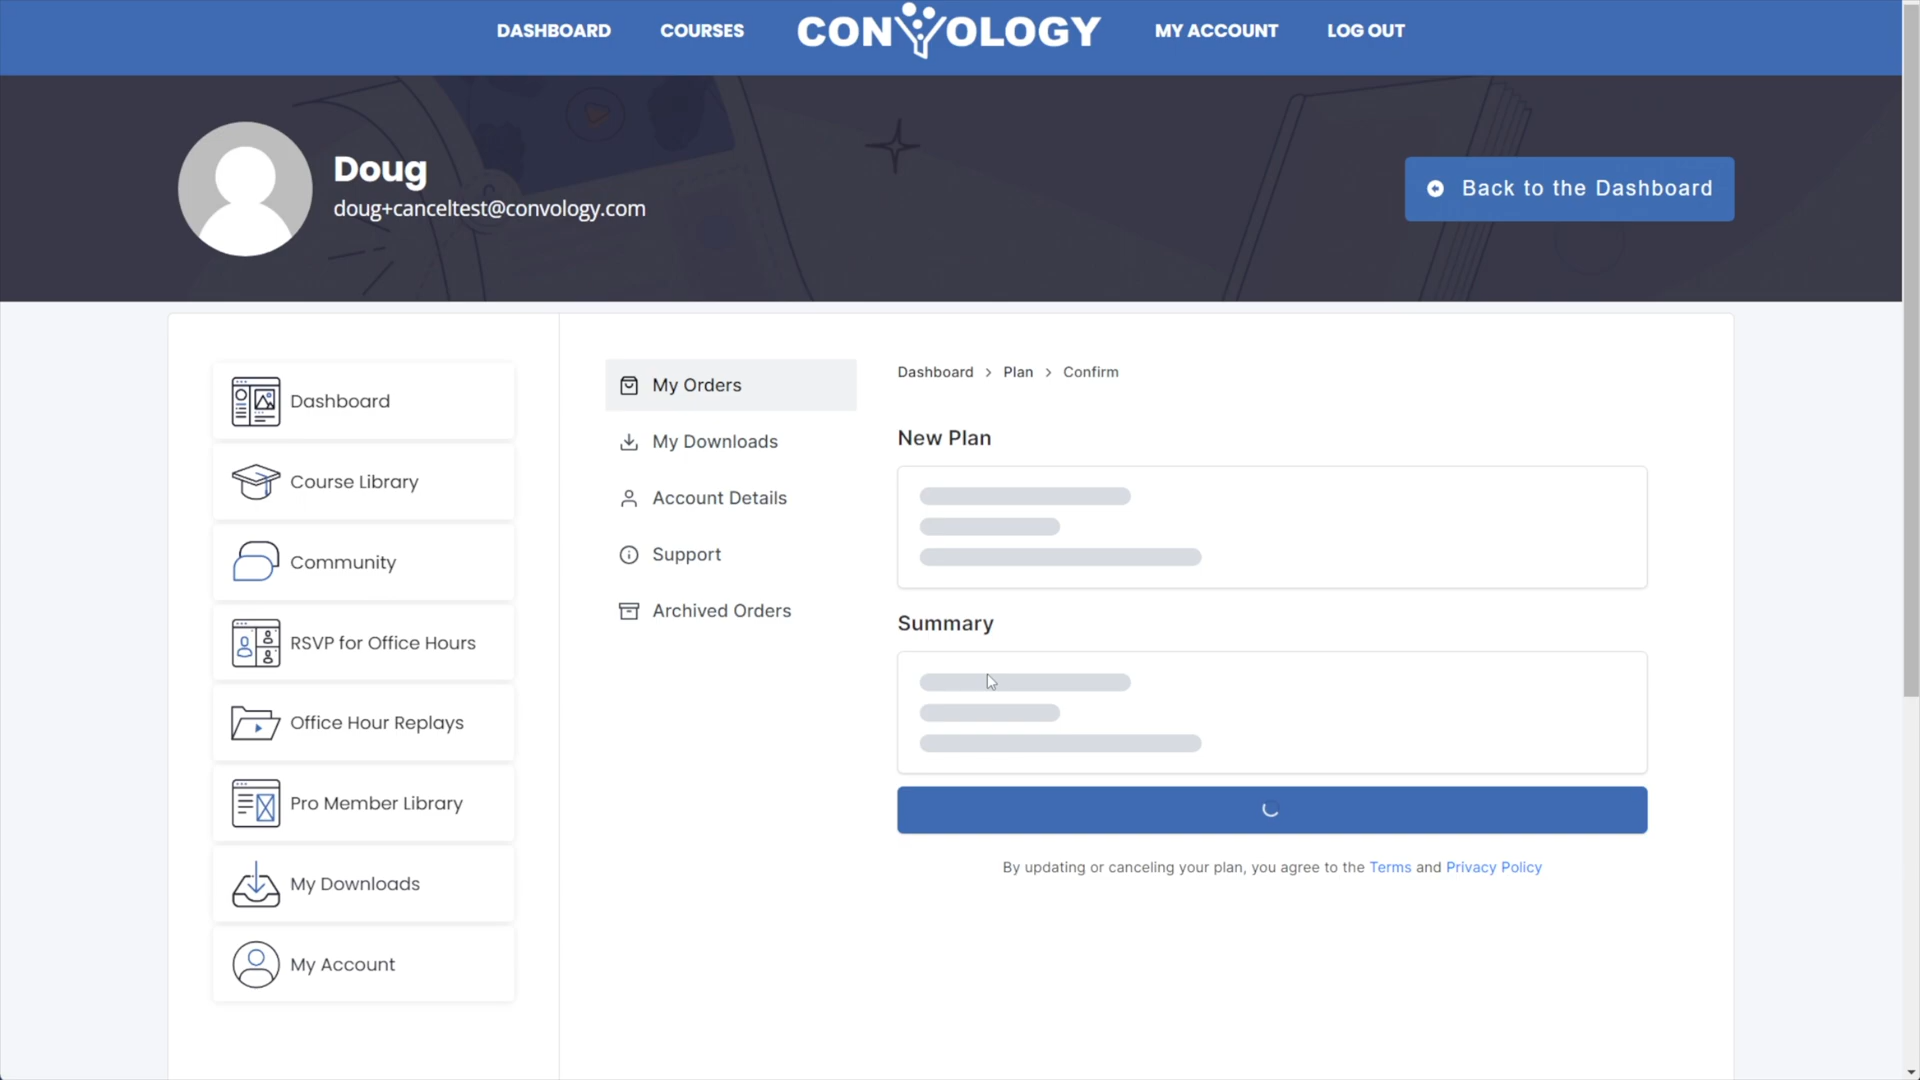 DASHBOARD COURSES CONVOLOGY MY ACCOUNT LOG OUT
Doug
doug+canceltest@convology.com
Back to the Dashboard
Dashboard
Course Library
Community
RSVP for Office Hours
Office Hour Replays
Pro Member Library
My Downloads
My Account
My Orders
My Downloads
Account Details
Support
Archived Orders
Dashboard > Plan > Confirm
New Plan
Summary
By updating or canceling your plan, you agree to the Terms and Privacy Policy